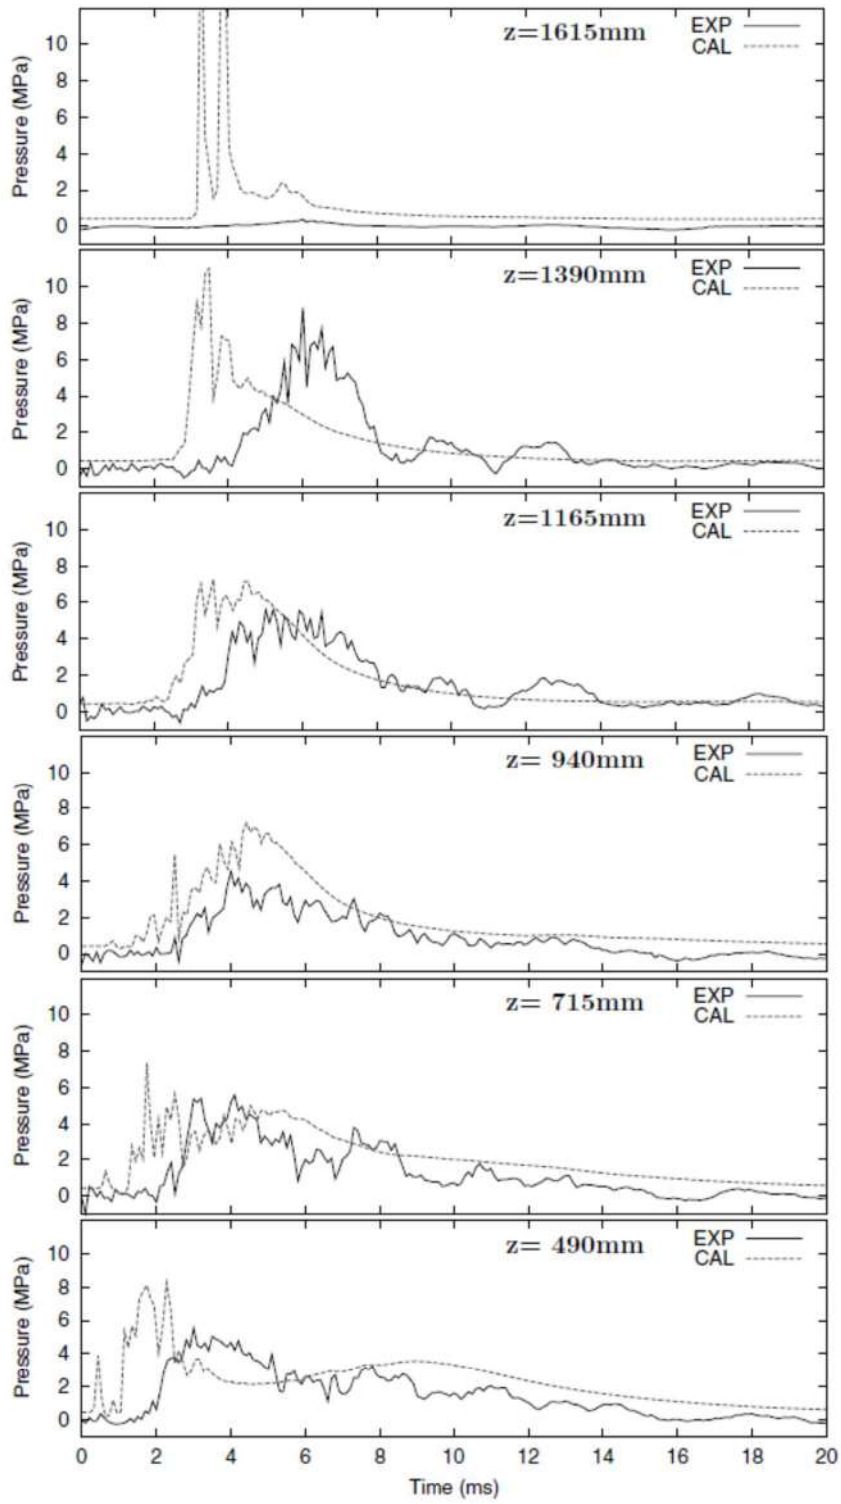 z=1615mm
EXP
CAL
10
8
6
4
2
0
Pressure (MPa)
z=1390mm
EXP
CAL
10
8
6
4
2
0
Pressure (MPa)
z=1165mm
EXP
CAL
10
8
6
4
2
0
Pressure (MPa)
z= 940mm
EXP
CAL
10
8
6
4
2
0
Pressure (MPa)
z= 715mm
EXP
CAL
10
8
6
4
2
0
Pressure (MPa)
z= 490mm
EXP
CAL
10
8
6
4
2
0
Pressure (MPa)
0 2 4 6 8 10 12 14 16 18 20
Time (ms)